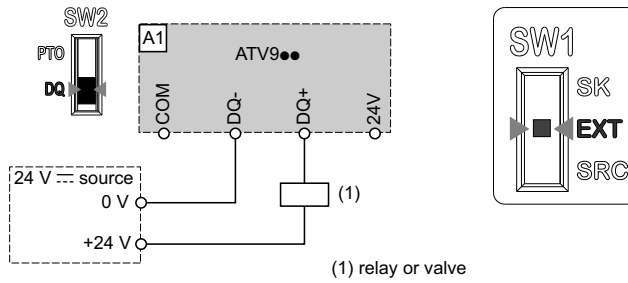 SW2
PTO
DQ
A1
ATV9●●
COM
DQ-
DQ+
24V
24 V ⎓ source
0 V
+24 V
(1)
(1) relay or valve
SW1
SK
EXT
SRC